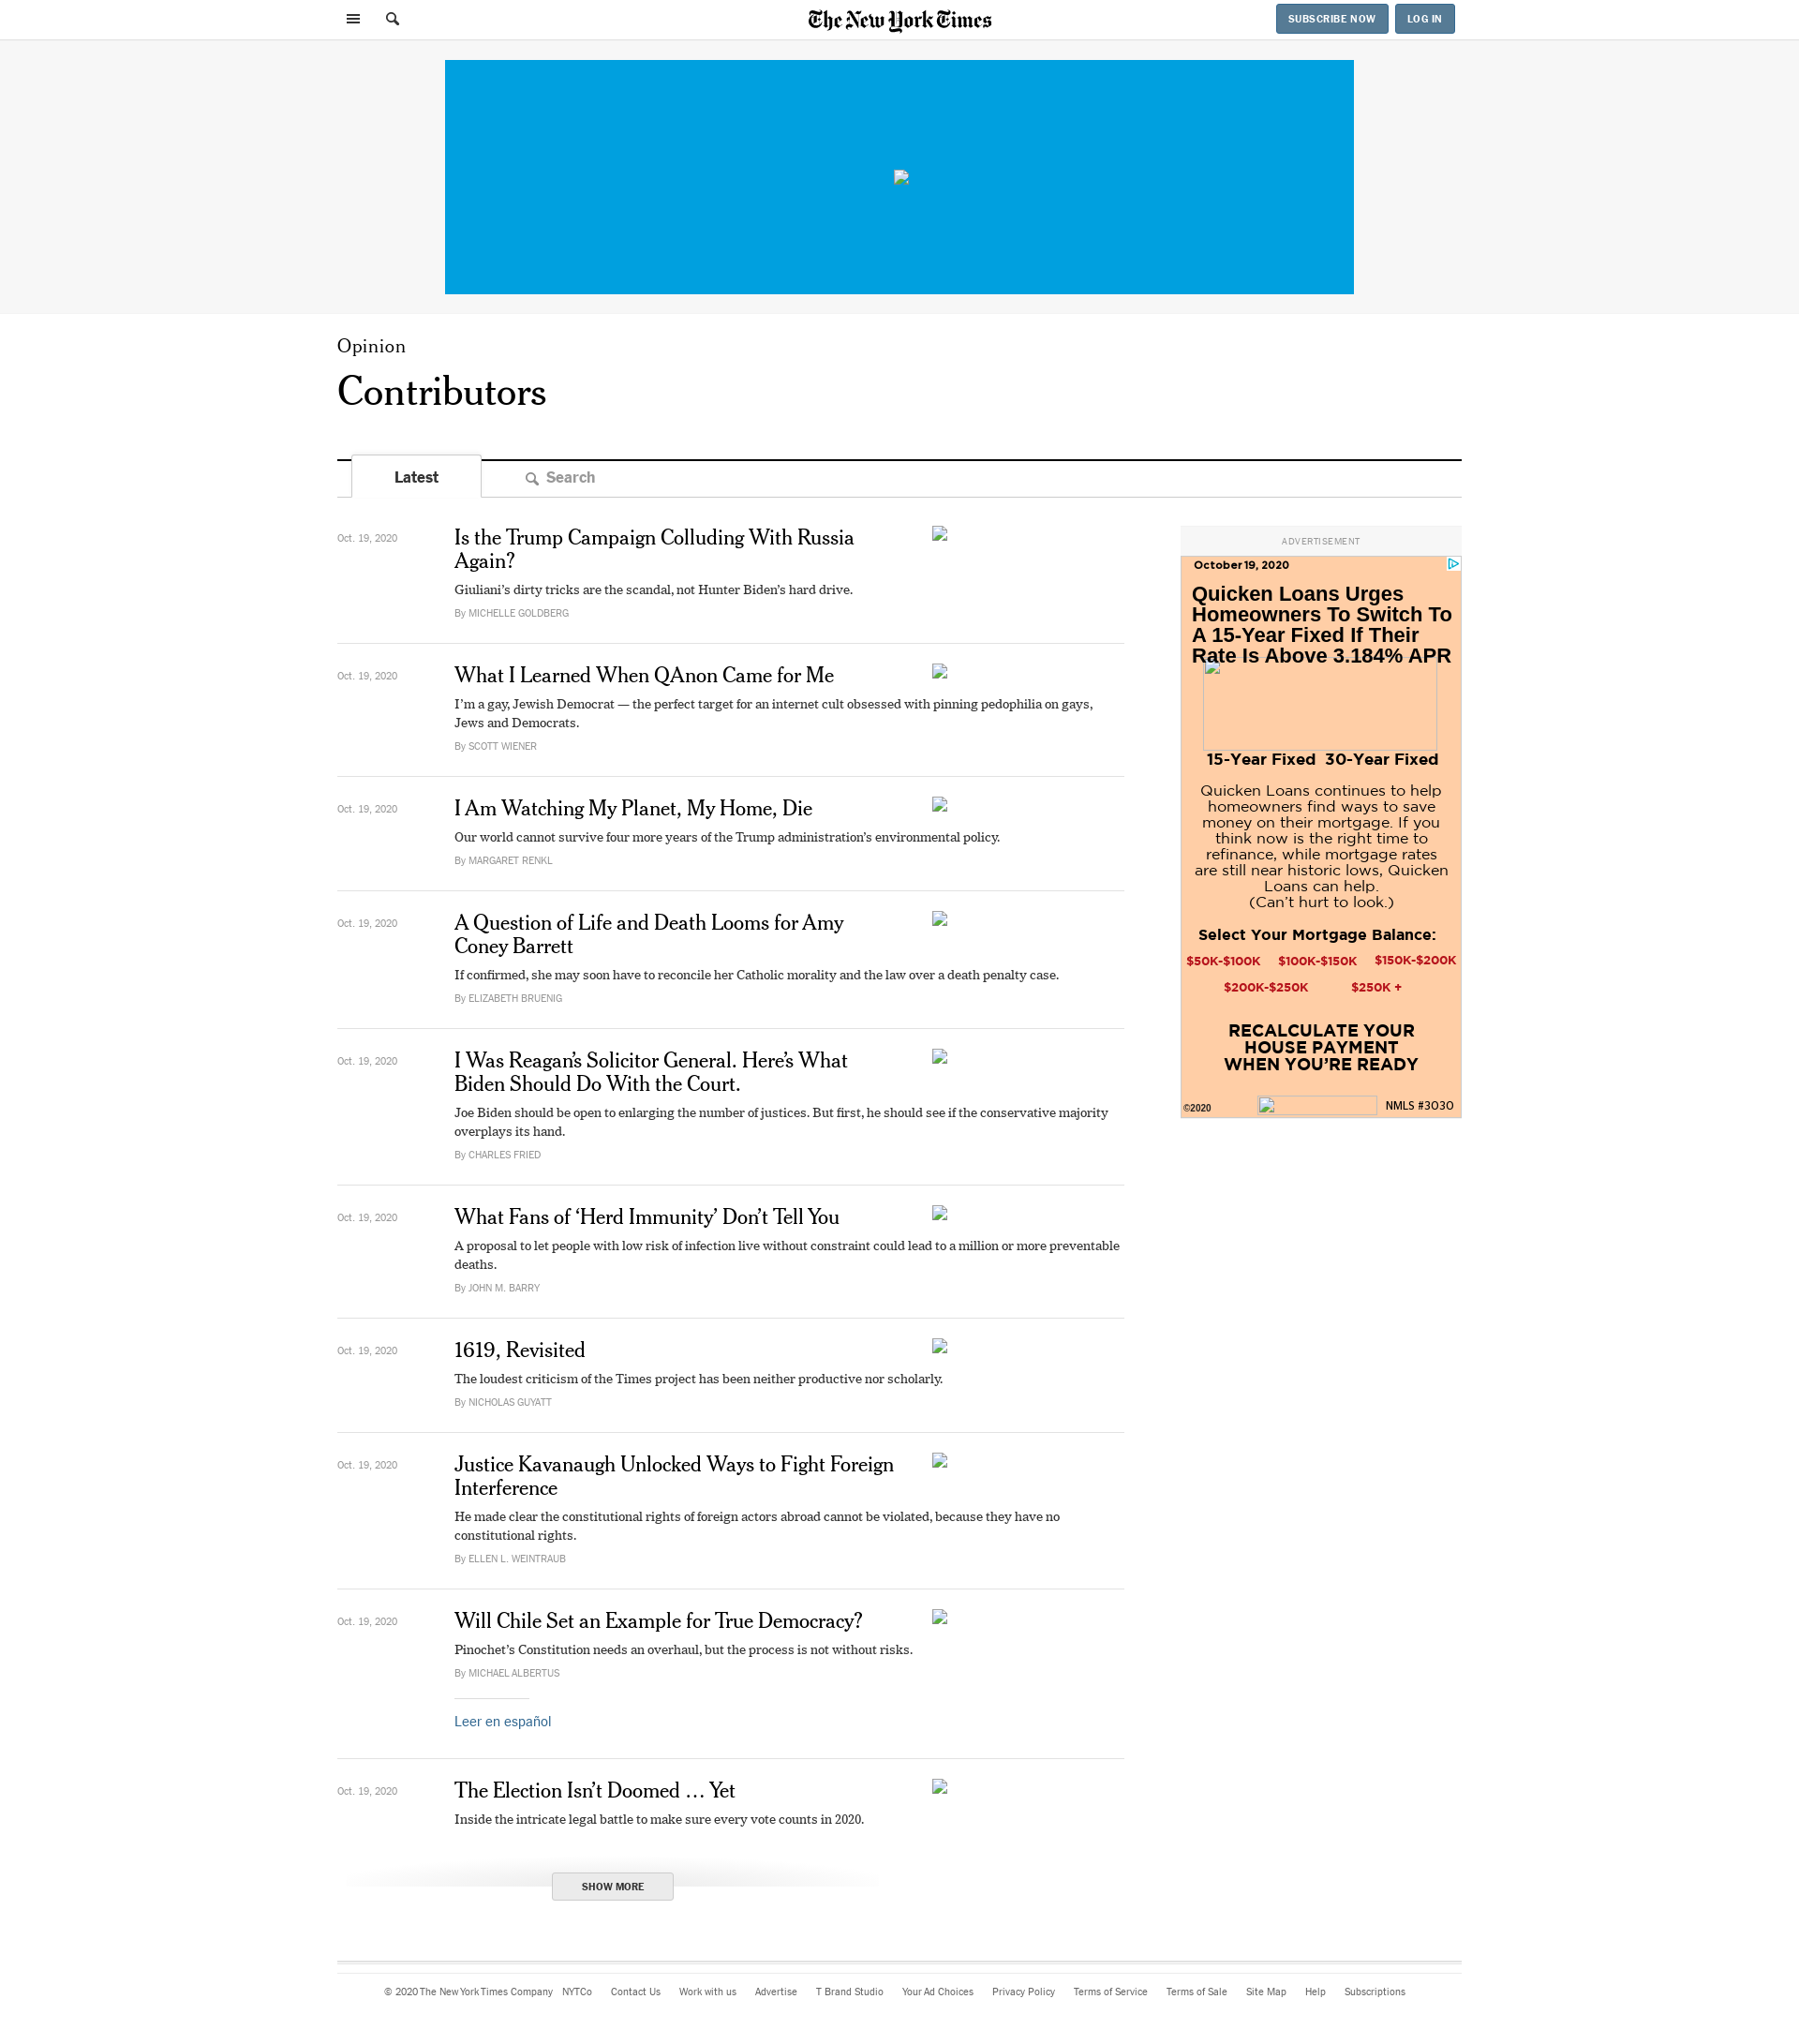 The New York Times
SUBSCRIBE NOW
LOG IN
Opinion
Contributors
Latest
Search
Oct. 19, 2020
Is the Trump Campaign Colluding With Russia
Again?
Giuliani’s dirty tricks are the scandal, not Hunter Biden’s hard drive.
By MICHELLE GOLDBERG
Oct. 19, 2020
What I Learned When QAnon Came for Me
I’m a gay, Jewish Democrat — the perfect target for an internet cult obsessed with pinning pedophilia on gays,
Jews and Democrats.
By SCOTT WIENER
Oct. 19, 2020
I Am Watching My Planet, My Home, Die
Our world cannot survive four more years of the Trump administration’s environmental policy.
By MARGARET RENKL
Oct. 19, 2020
A Question of Life and Death Looms for Amy
Coney Barrett
If confirmed, she may soon have to reconcile her Catholic morality and the law over a death penalty case.
By ELIZABETH BRUENIG
Oct. 19, 2020
I Was Reagan’s Solicitor General. Here’s What
Biden Should Do With the Court.
Joe Biden should be open to enlarging the number of justices. But first, he should see if the conservative majority
overplays its hand.
By CHARLES FRIED
Oct. 19, 2020
What Fans of ‘Herd Immunity’ Don’t Tell You
A proposal to let people with low risk of infection live without constraint could lead to a million or more preventable
deaths.
By JOHN M. BARRY
Oct. 19, 2020
1619, Revisited
The loudest criticism of the Times project has been neither productive nor scholarly.
By NICHOLAS GUYATT
Oct. 19, 2020
Justice Kavanaugh Unlocked Ways to Fight Foreign
Interference
He made clear the constitutional rights of foreign actors abroad cannot be violated, because they have no
constitutional rights.
By ELLEN L. WEINTRAUB
Oct. 19, 2020
Will Chile Set an Example for True Democracy?
Pinochet’s Constitution needs an overhaul, but the process is not without risks.
By MICHAEL ALBERTUS
Leer en español
Oct. 19, 2020
The Election Isn’t Doomed … Yet
Inside the intricate legal battle to make sure every vote counts in 2020.
SHOW MORE
ADVERTISEMENT
October 19, 2020
Quicken Loans Urges
Homeowners To Switch To
A 15-Year Fixed If Their
Rate Is Above 3.184% APR
15-Year Fixed 30-Year Fixed
Quicken Loans continues to help
homeowners find ways to save
money on their mortgage. If you
think now is the right time to
refinance, while mortgage rates
are still near historic lows, Quicken
Loans can help.
(Can’t hurt to look.)
Select Your Mortgage Balance:
$50K-$100K $100K-$150K $150K-$200K
$200K-$250K $250K +
RECALCULATE YOUR
HOUSE PAYMENT
WHEN YOU’RE READY
©2020 NMLS #3030
© 2020 The New York Times Company NYTCo Contact Us Work with us Advertise T Brand Studio Your Ad Choices Privacy Policy Terms of Service Terms of Sale Site Map Help Subscriptions